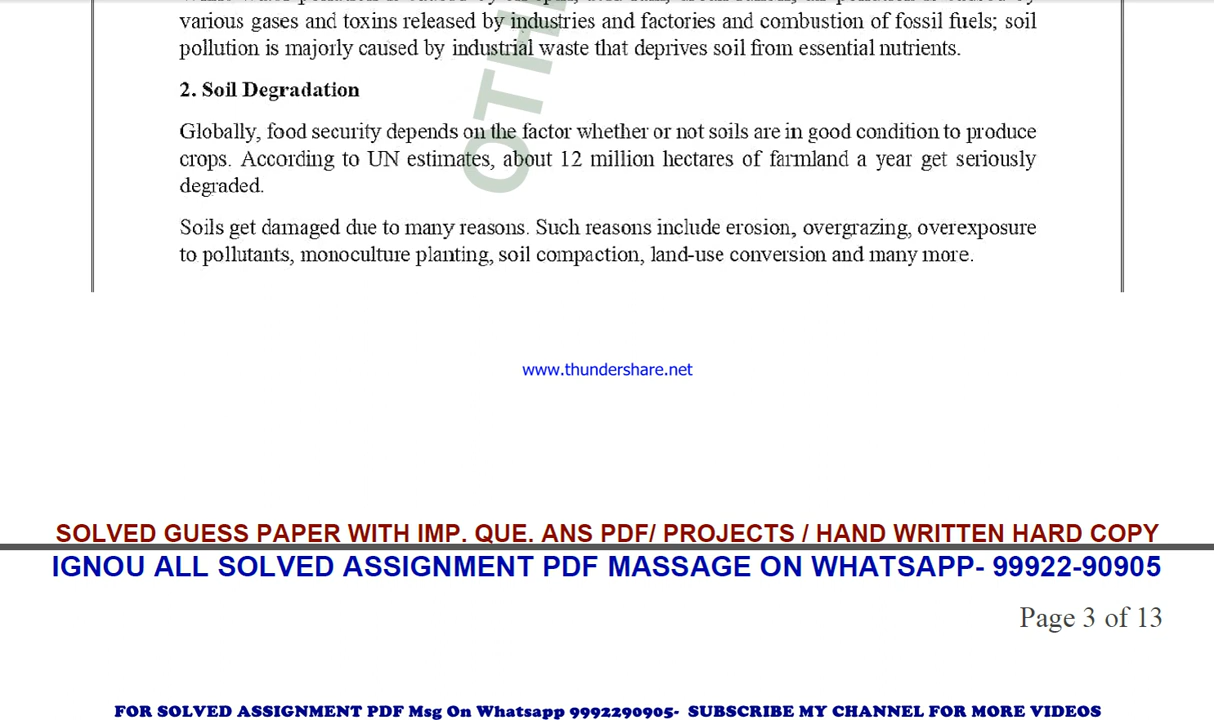 various gases and toxins released by industries and factories and combustion of fossil fuels; soil
pollution is majorly caused by industrial waste that deprives soil from essential nutrients.
2. Soil Degradation
Globally, food security depends on the factor whether or not soils are in good condition to produce
crops. According to UN estimates, about 12 million hectares of farmland a year get seriously
degraded.
Soils get damaged due to many reasons. Such reasons include erosion, overgrazing, overexposure
to pollutants, monoculture planting, soil compaction, land-use conversion and many more.
OTH
www.thundershare.net
SOLVED GUESS PAPER WITH IMP. QUE. ANS PDF/ PROJECTS / HAND WRITTEN HARD COPY
IGNOU ALL SOLVED ASSIGNMENT PDF MASSAGE ON WHATSAPP- 99922-90905
Page 3 of 13
FOR SOLVED ASSIGNMENT PDF Msg On Whatsapp 9992290905- SUBSCRIBE MY CHANNEL FOR MORE VIDEOS